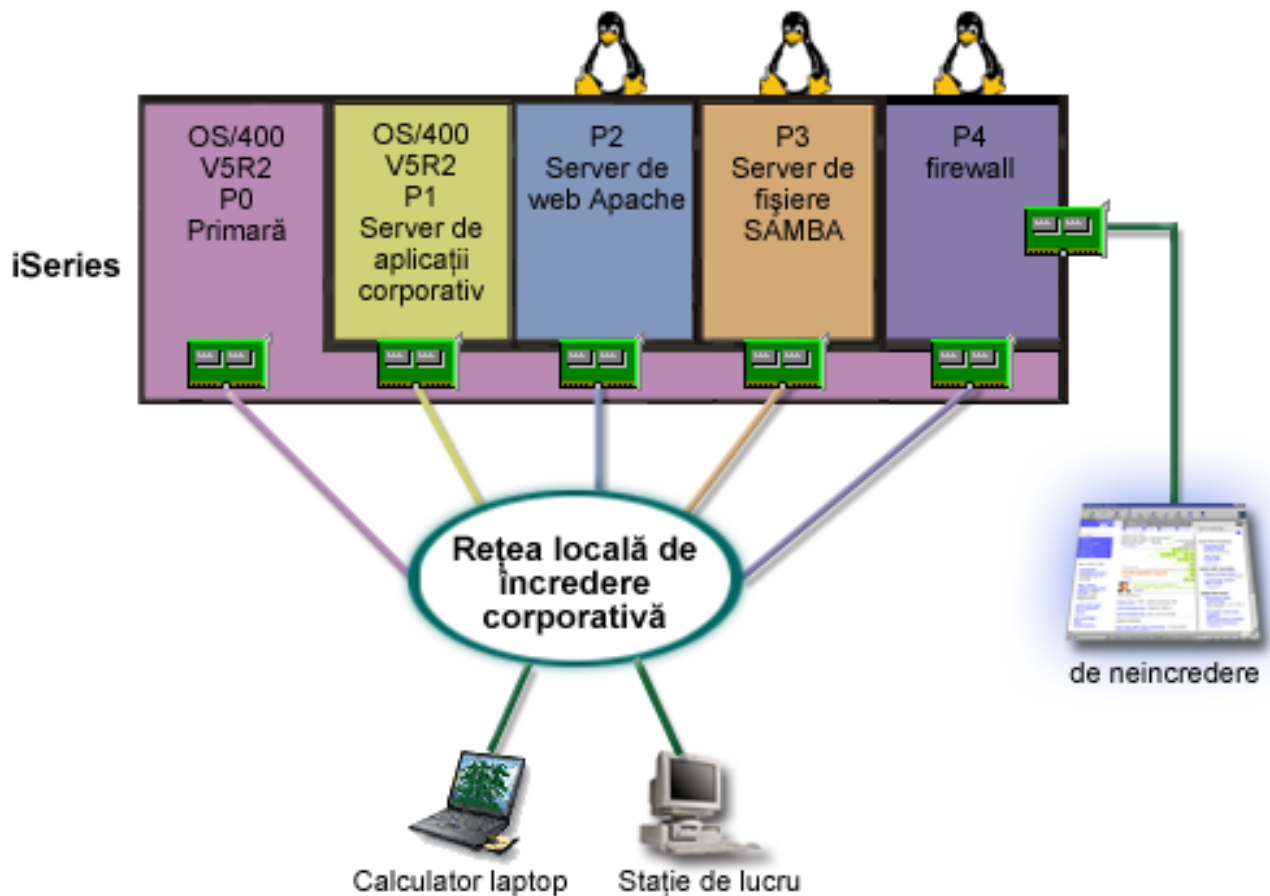 iSeries
OS/400
V5R2
P0
Primară
OS/400
V5R2
P1
Server de
aplicații
corporativ
P2
Server de
web Apache
P3
Server de
fişiere
SAMBA
P4
firewall
Reţea locală de
încredere
corporativă
de neincredere
Calculator laptop
Staţie de lucru